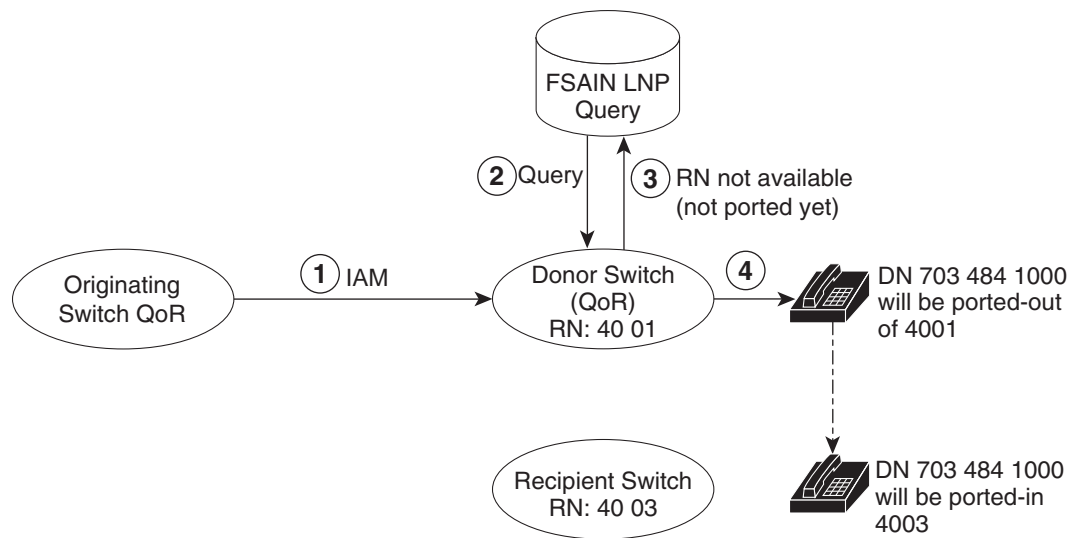 FSAIN LNP
Query
2 Query
3 RN not available
(not ported yet)
Originating
Switch QoR
1 IAM
Donor Switch
(QoR)
RN: 40 01
4
DN 703 484 1000
will be ported-out
of 4001
Recipient Switch
RN: 40 03
DN 703 484 1000
will be ported-in
4003